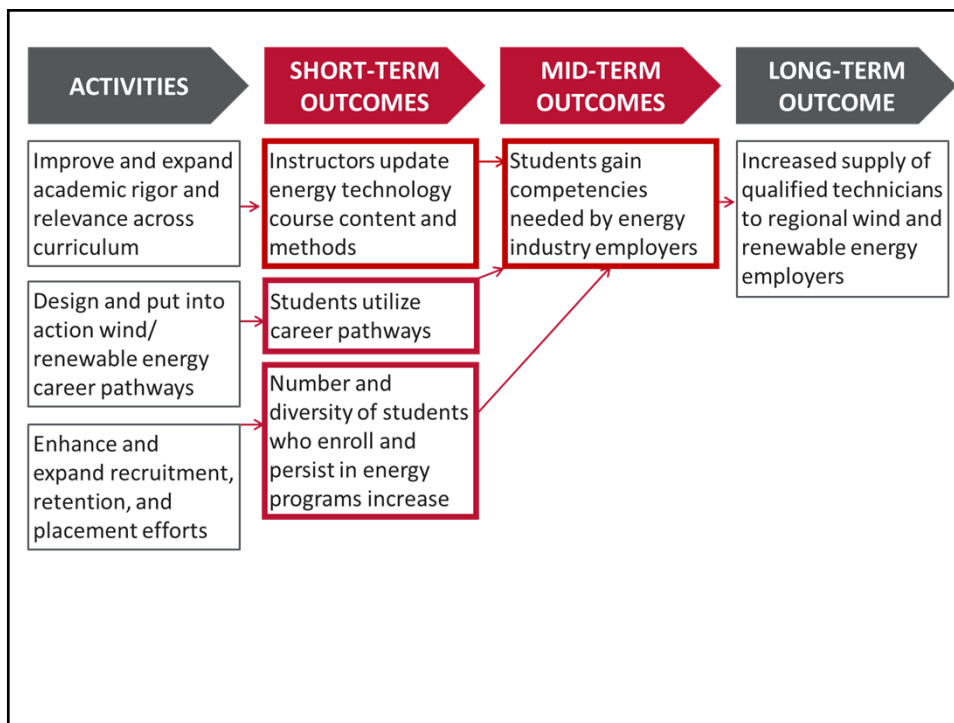 ACTIVITIES
SHORT-TERM
OUTCOMES
MID-TERM
OUTCOMES
LONG-TERM
OUTCOME
Improve and expand
academic rigor and
relevance across
curriculum
Design and put into
action wind/
renewable energy
career pathways
Enhance and
expand recruitment,
retention, and
placement efforts
Instructors update
energy technology
course content and
methods
Students utilize
career pathways
Number and
diversity of students
who enroll and
persist in energy
programs increase
Students gain
competencies
needed by energy
industry employers
Increased supply of
qualified technicians
to regional wind and
renewable energy
employers